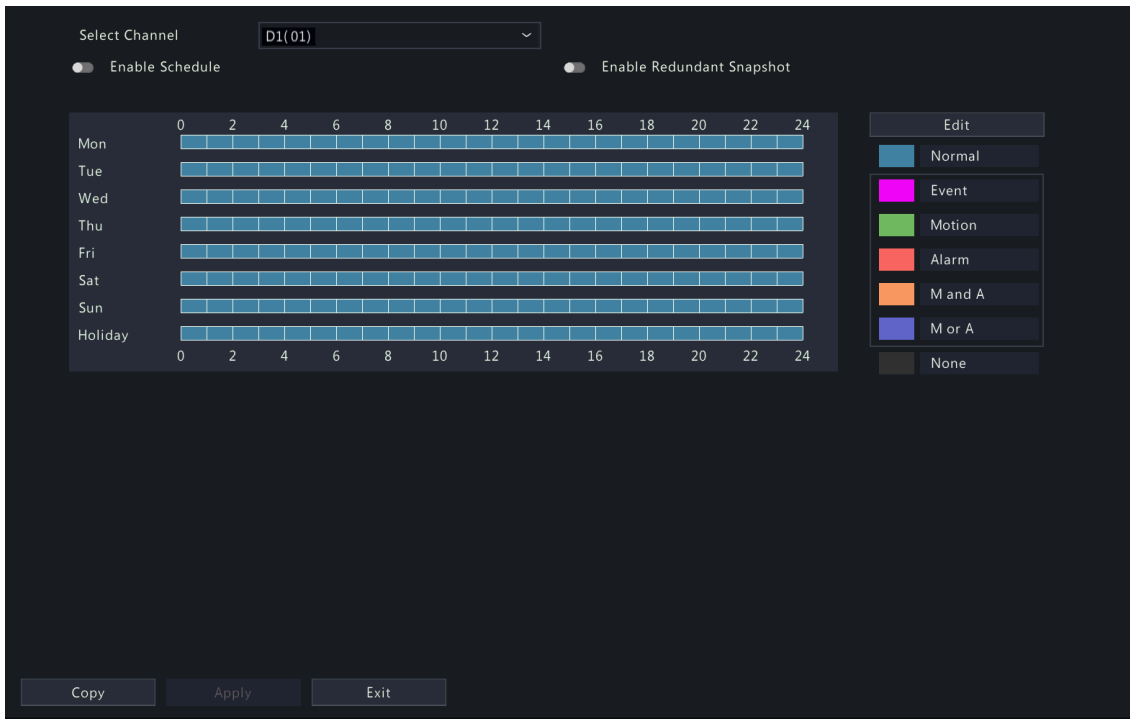 Select Channel D1(01)
Enable Schedule Enable Redundant Snapshot
0 2 4 6 8 10 12 14 16 18 20 22 24 Edit
Mon
Normal
Tue
Event
Wed
Thu Motion
Fri Alarm
Sat
M and A
Sun
Holiday M or A
0 2 4 6 8 10 12 14 16 18 20 22 24
None
Copy Apply Exit